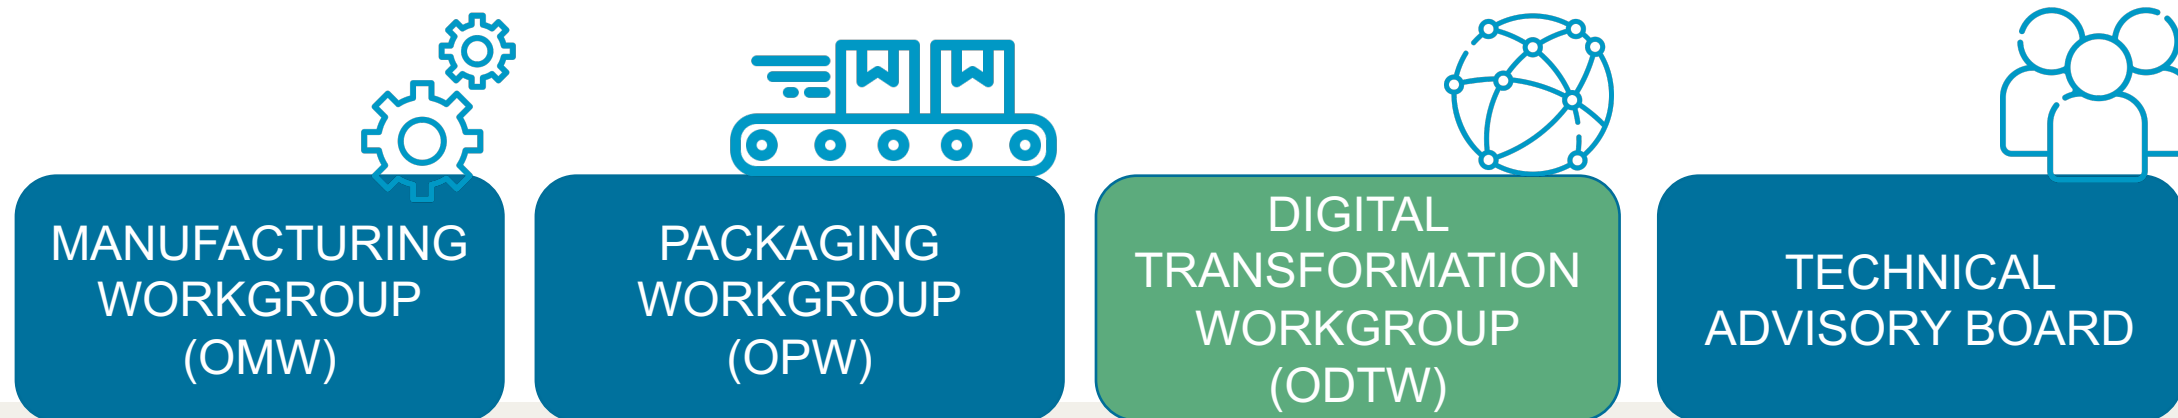 MANUFACTURING
WORKGROUP
(OMW)
PACKAGING
WORKGROUP
(OPW)
DIGITAL
TRANSFORMATION
WORKGROUP
(ODTW)
TECHNICAL
ADVISORY BOARD